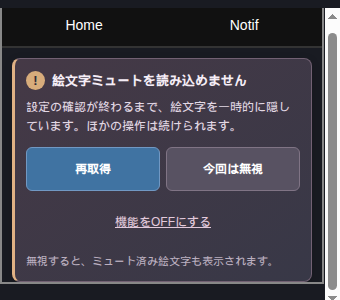 Home
Notif
! 絵文字ミュートを読み込めません
設定の確認が終わるまで、絵文字を一時的に隠し
ています。ほかの操作は続けられます。
再取得
今回は無視
機能をOFFにする
無視すると、ミュート済み絵文字も表示されます。